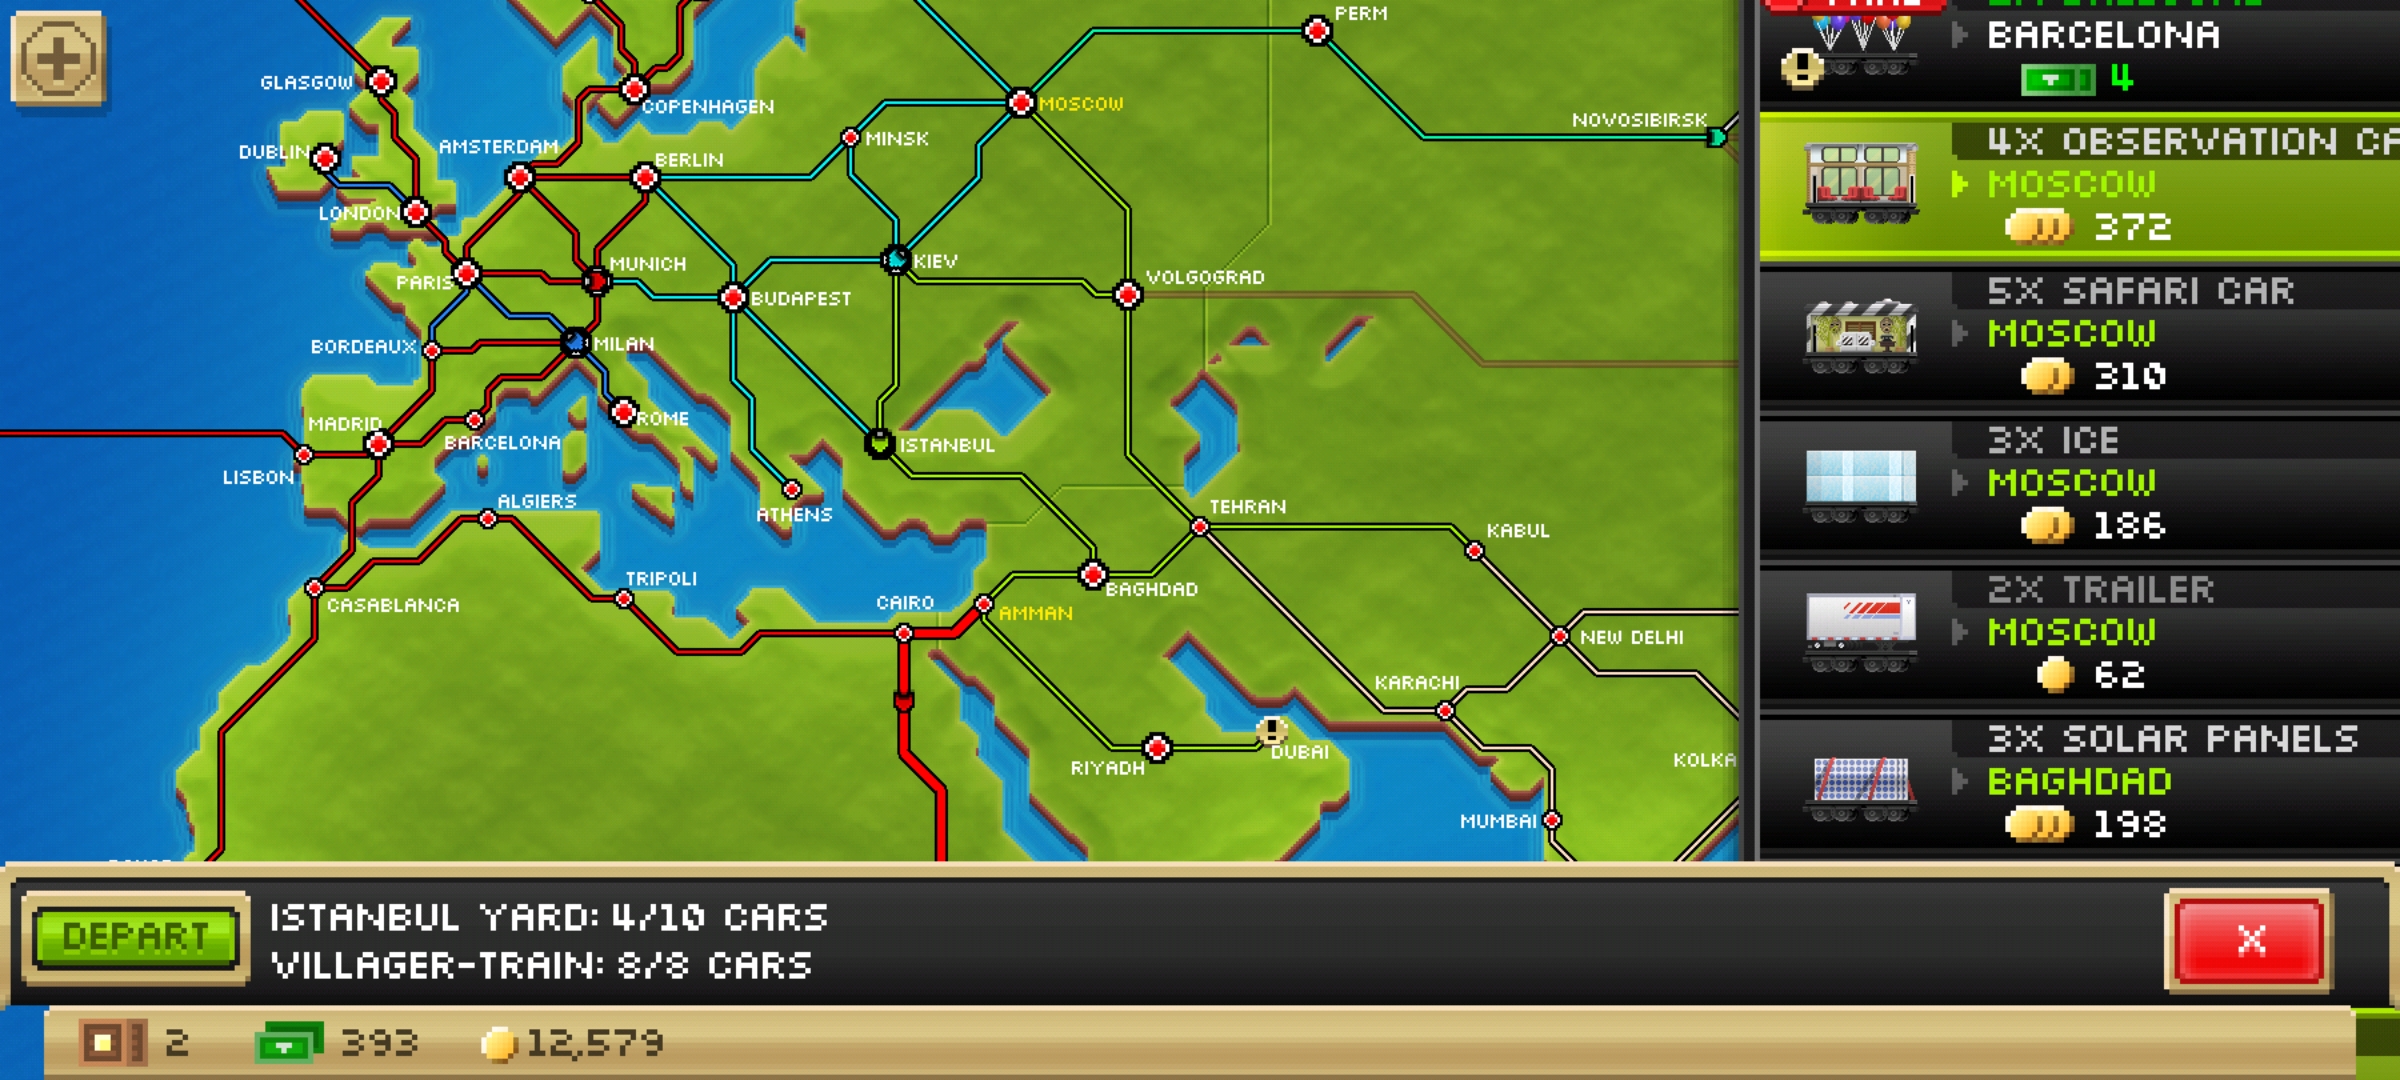 PERM
GLASGOW
COPENHAGEN
MOSCOW
NOVOSIBIRSK
MINSK
DUBLIN
AMSTERDAM
BERLIN
LONDON
MUNICH
KIEV
PARIS
VOLGOGRAD
BUDAPEST
BORDEAUX
MILAN
MADRID
ROME
BARCELONA
ISTANBUL
LISBON
ALGIERS
ATHENS
TEHRAN
KABUL
TRIPOLI
BAGHDAD
CASABLANCA
CAIRO
AMMAN
NEW DELHI
KARACHI
RIYADH
DUBAI
KOLKA
MUMBAI
BARCELONA
4
4X OBSERVATION CA
MOSCOW
372
5X SAFARI CAR
MOSCOW
310
3X ICE
MOSCOW
186
2X TRAILER
MOSCOW
62
3X SOLAR PANELS
BAGHDAD
198
DEPART
ISTANBUL YARD: 4/10 CARS
VILLAGER-TRAIN: 8/8 CARS
X
2
393
12,579